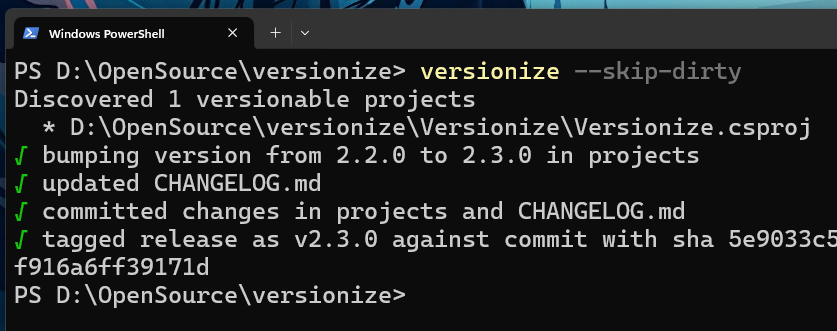 Windows PowerShell
PS D:\OpenSource\versionize> versionize --skip-dirty
Discovered 1 versionable projects
* D:\OpenSource\versionize\Versionize\Versionize.csproj
√ bumping version from 2.2.0 to 2.3.0 in projects
√ updated CHANGELOG.md
√ committed changes in projects and CHANGELOG.md
√ tagged release as v2.3.0 against commit with sha 5e9033c5
f916a6ff39171d
PS D:\OpenSource\versionize>